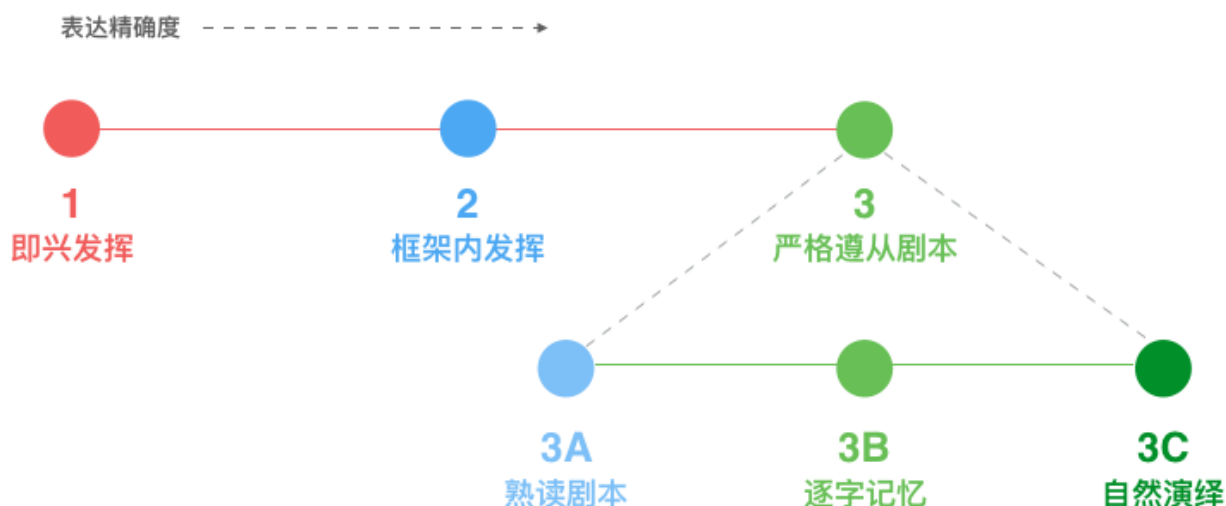 表达精确度
1
2
3
即兴发挥
框架内发挥
严格遵从剧本
3A
3B
3C
熟读剧本
逐字记忆
自然演绎